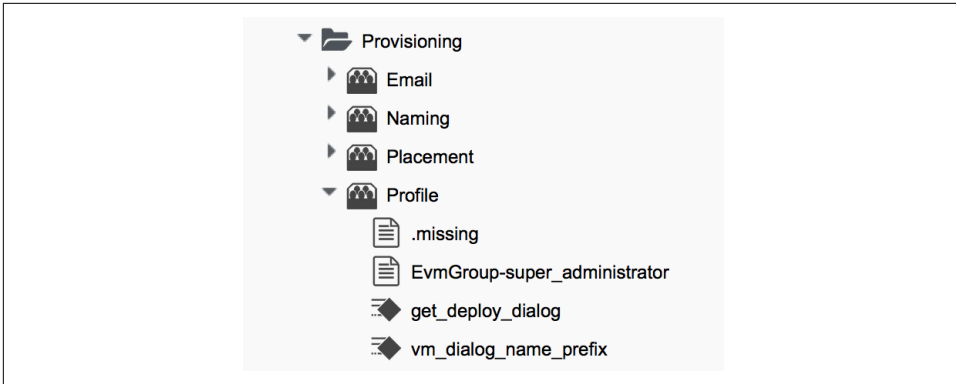 Provisioning
Email
Naming
Placement
Profile
.missing
EvmGroup-super_administrator
get_deploy_dialog
vm_dialog_name_prefix